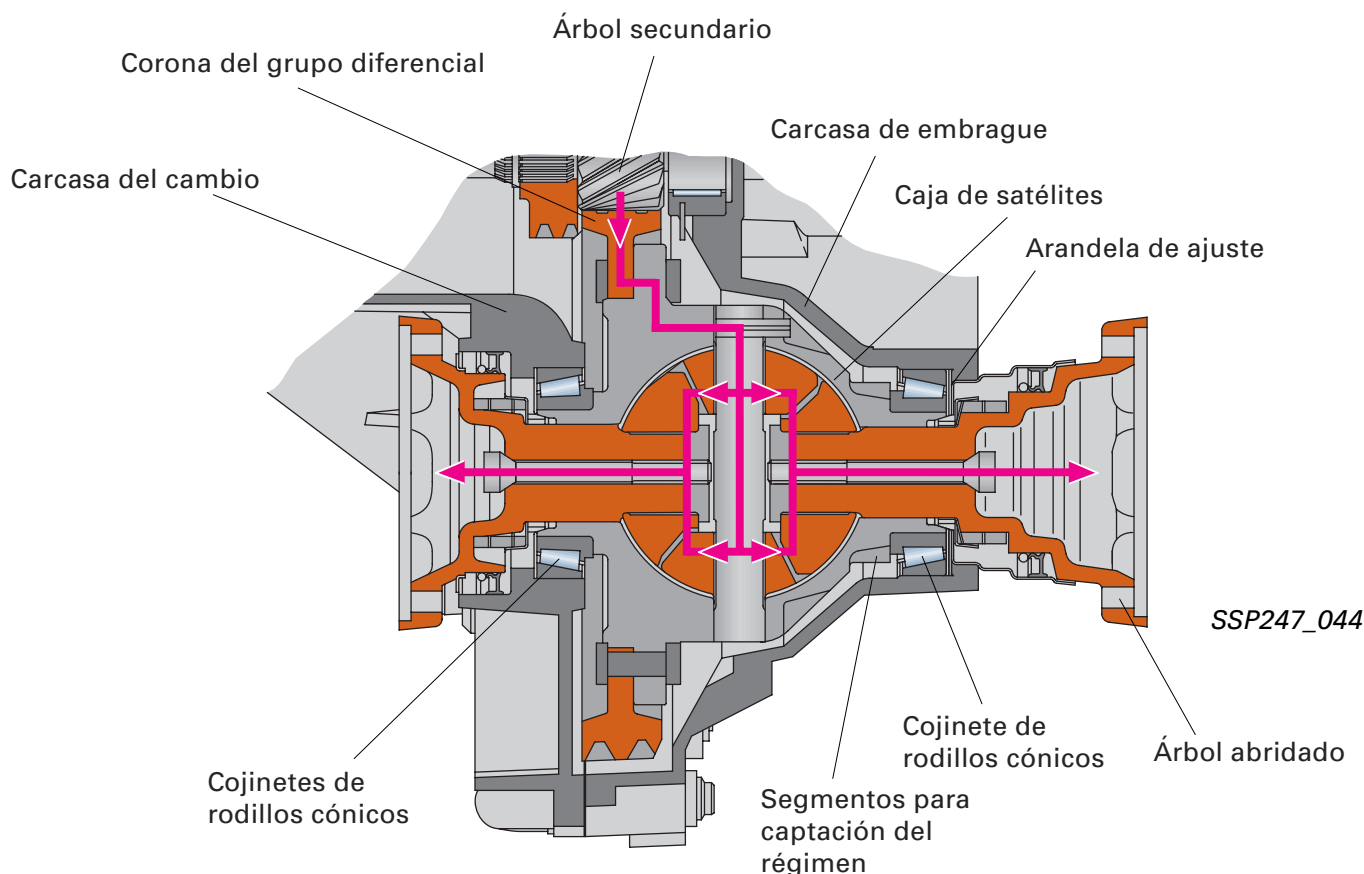 Árbol secundario
Corona del grupo diferencial
Carcasa de embrague
Carcasa del cambio
Caja de satélites
Arandela de ajuste
SSP247_044
Cojinete de
rodillos cónicos
Árbol abridado
Cojinetes de
rodillos cónicos
Segmentos para
captación del
régimen